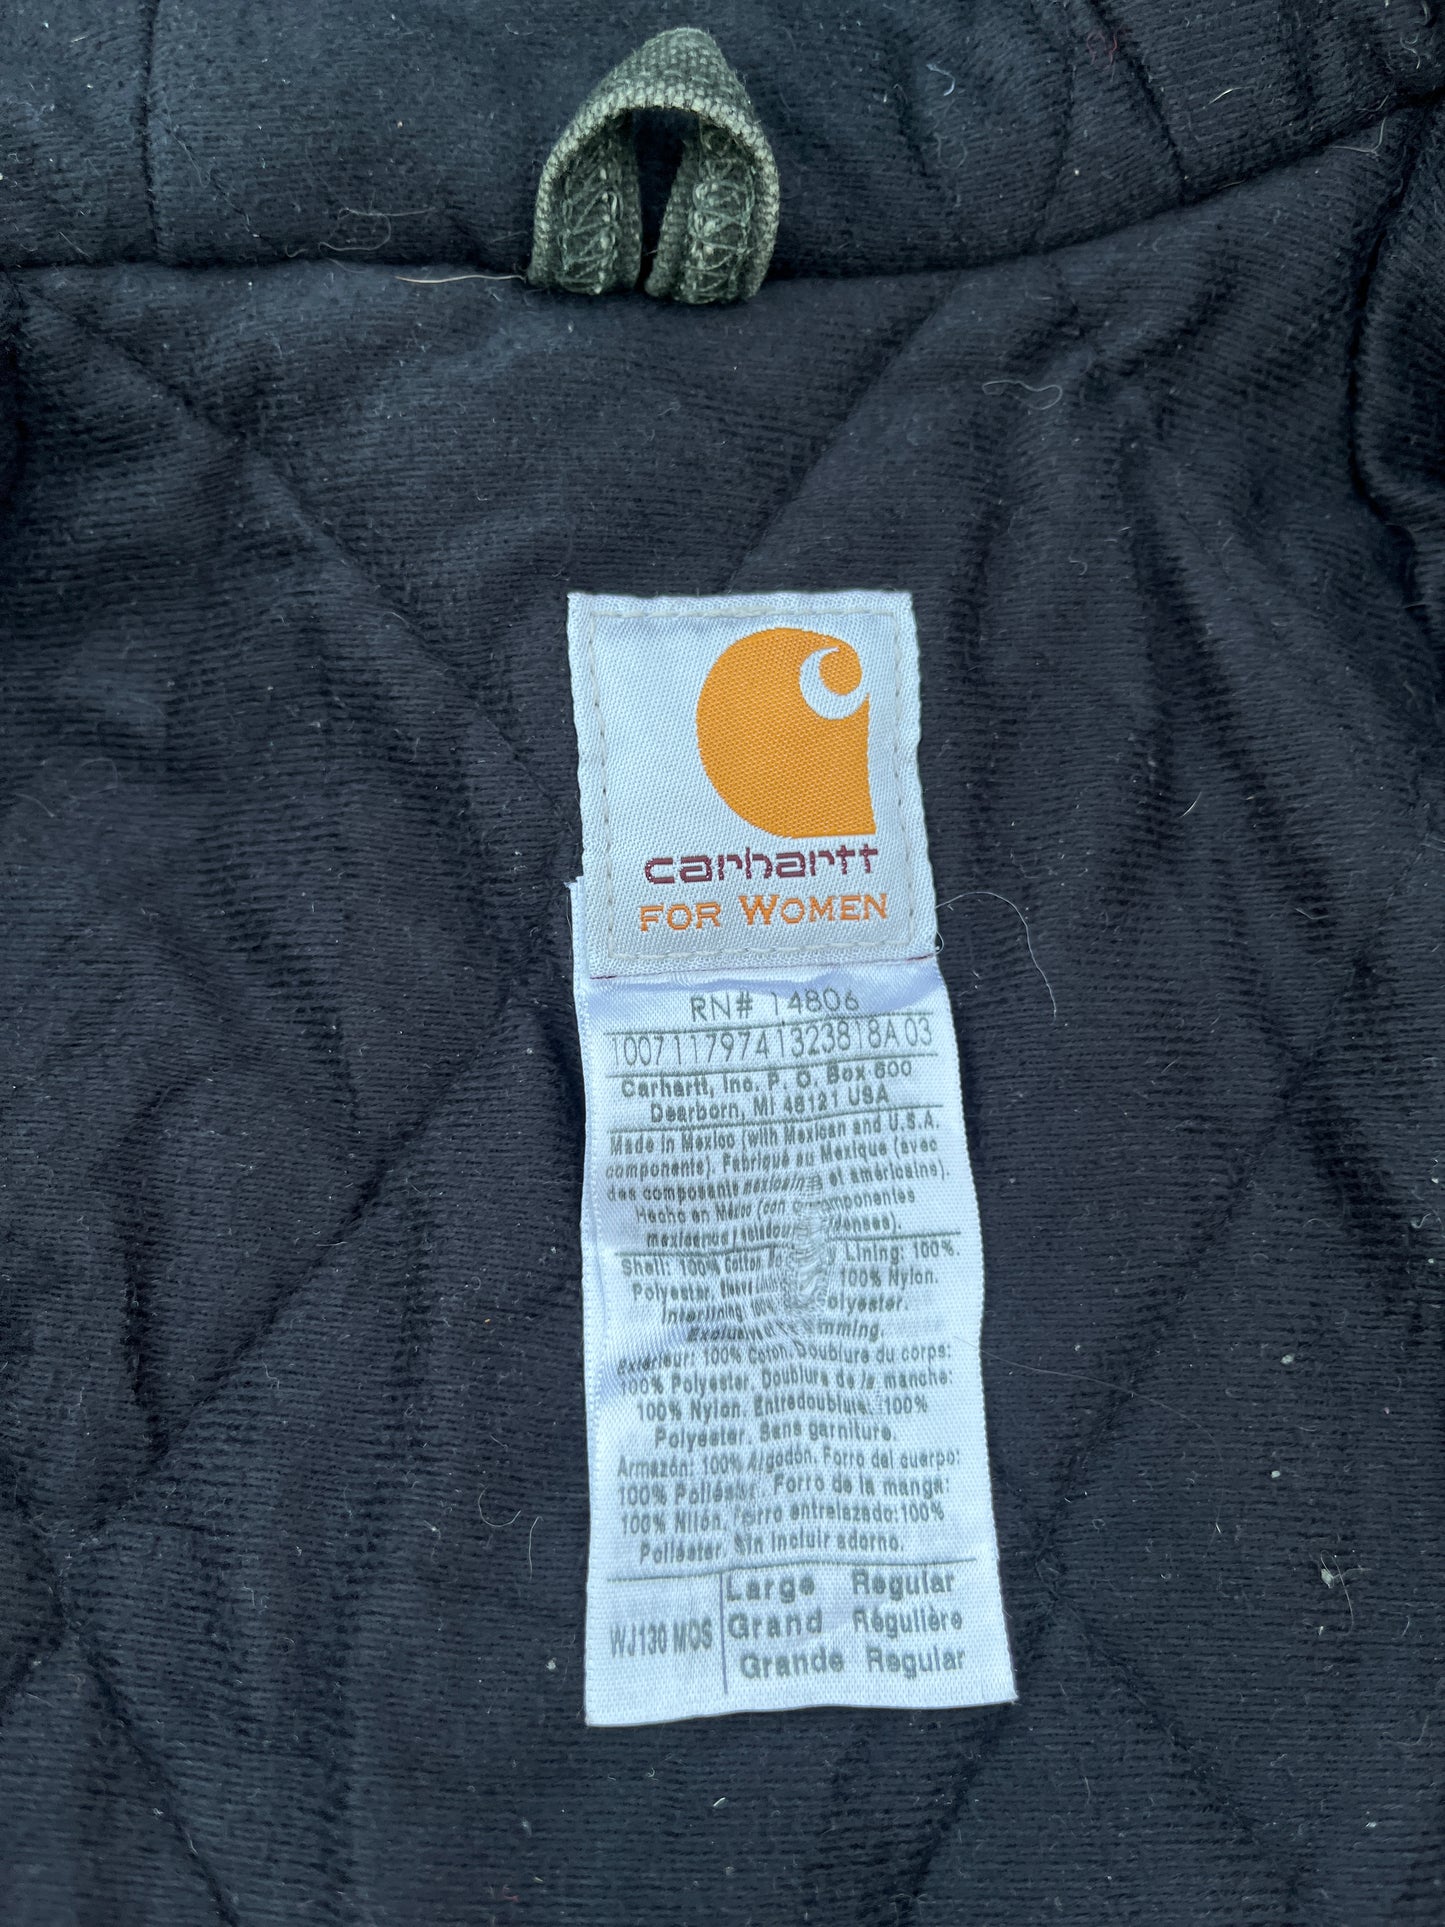 carhartt
FOR WOMEN
RN# 14806
1007117974132381 8A 03
Carhartt, Inc. P. O. Box 600
Dearborn, MI 48121 USA
Made in Mexico (with Mexican and U.S.A.
components). Fabriqué au Mexique (avec
des composants mexicains et américains).
Hecho en México (con componentes
Shell: 100% Cotton Lining: 100%
Polyester. 100% Nylon.
Interlining 100% Polyester.
Exterieur: 100% Coton. Doublure du corps:
100% Polyester. Doublure de la manche:
100% Nylon. Entredoublure: 100%
Polyester. Sans garniture.
Armazón: 100% Algodón. Forro del cuerpo:
100% Poliéster. Forro de la manga:
100% Nilón. Forro entrelazado: 100%
Poliéster. Sin incluir adorno.
WJ130 MOS
Large Regular
Grand Régulière
Grande Regular